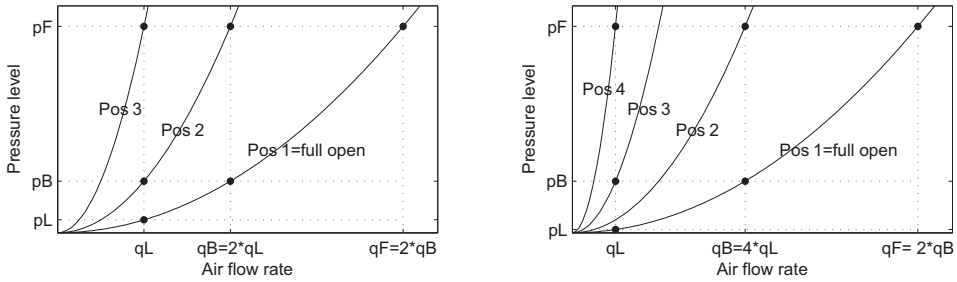 pF
Pos 3
Pos 2
Pos 1=full open
pB
pL
Pressure level
qL
qB=2*qL
qF=2*qB
Air flow rate
pF
Pos 4
Pos 3
Pos 2
Pos 1=full open
pB
pL
Pressure level
qL
qB=4*qL
qF= 2*qB
Air flow rate